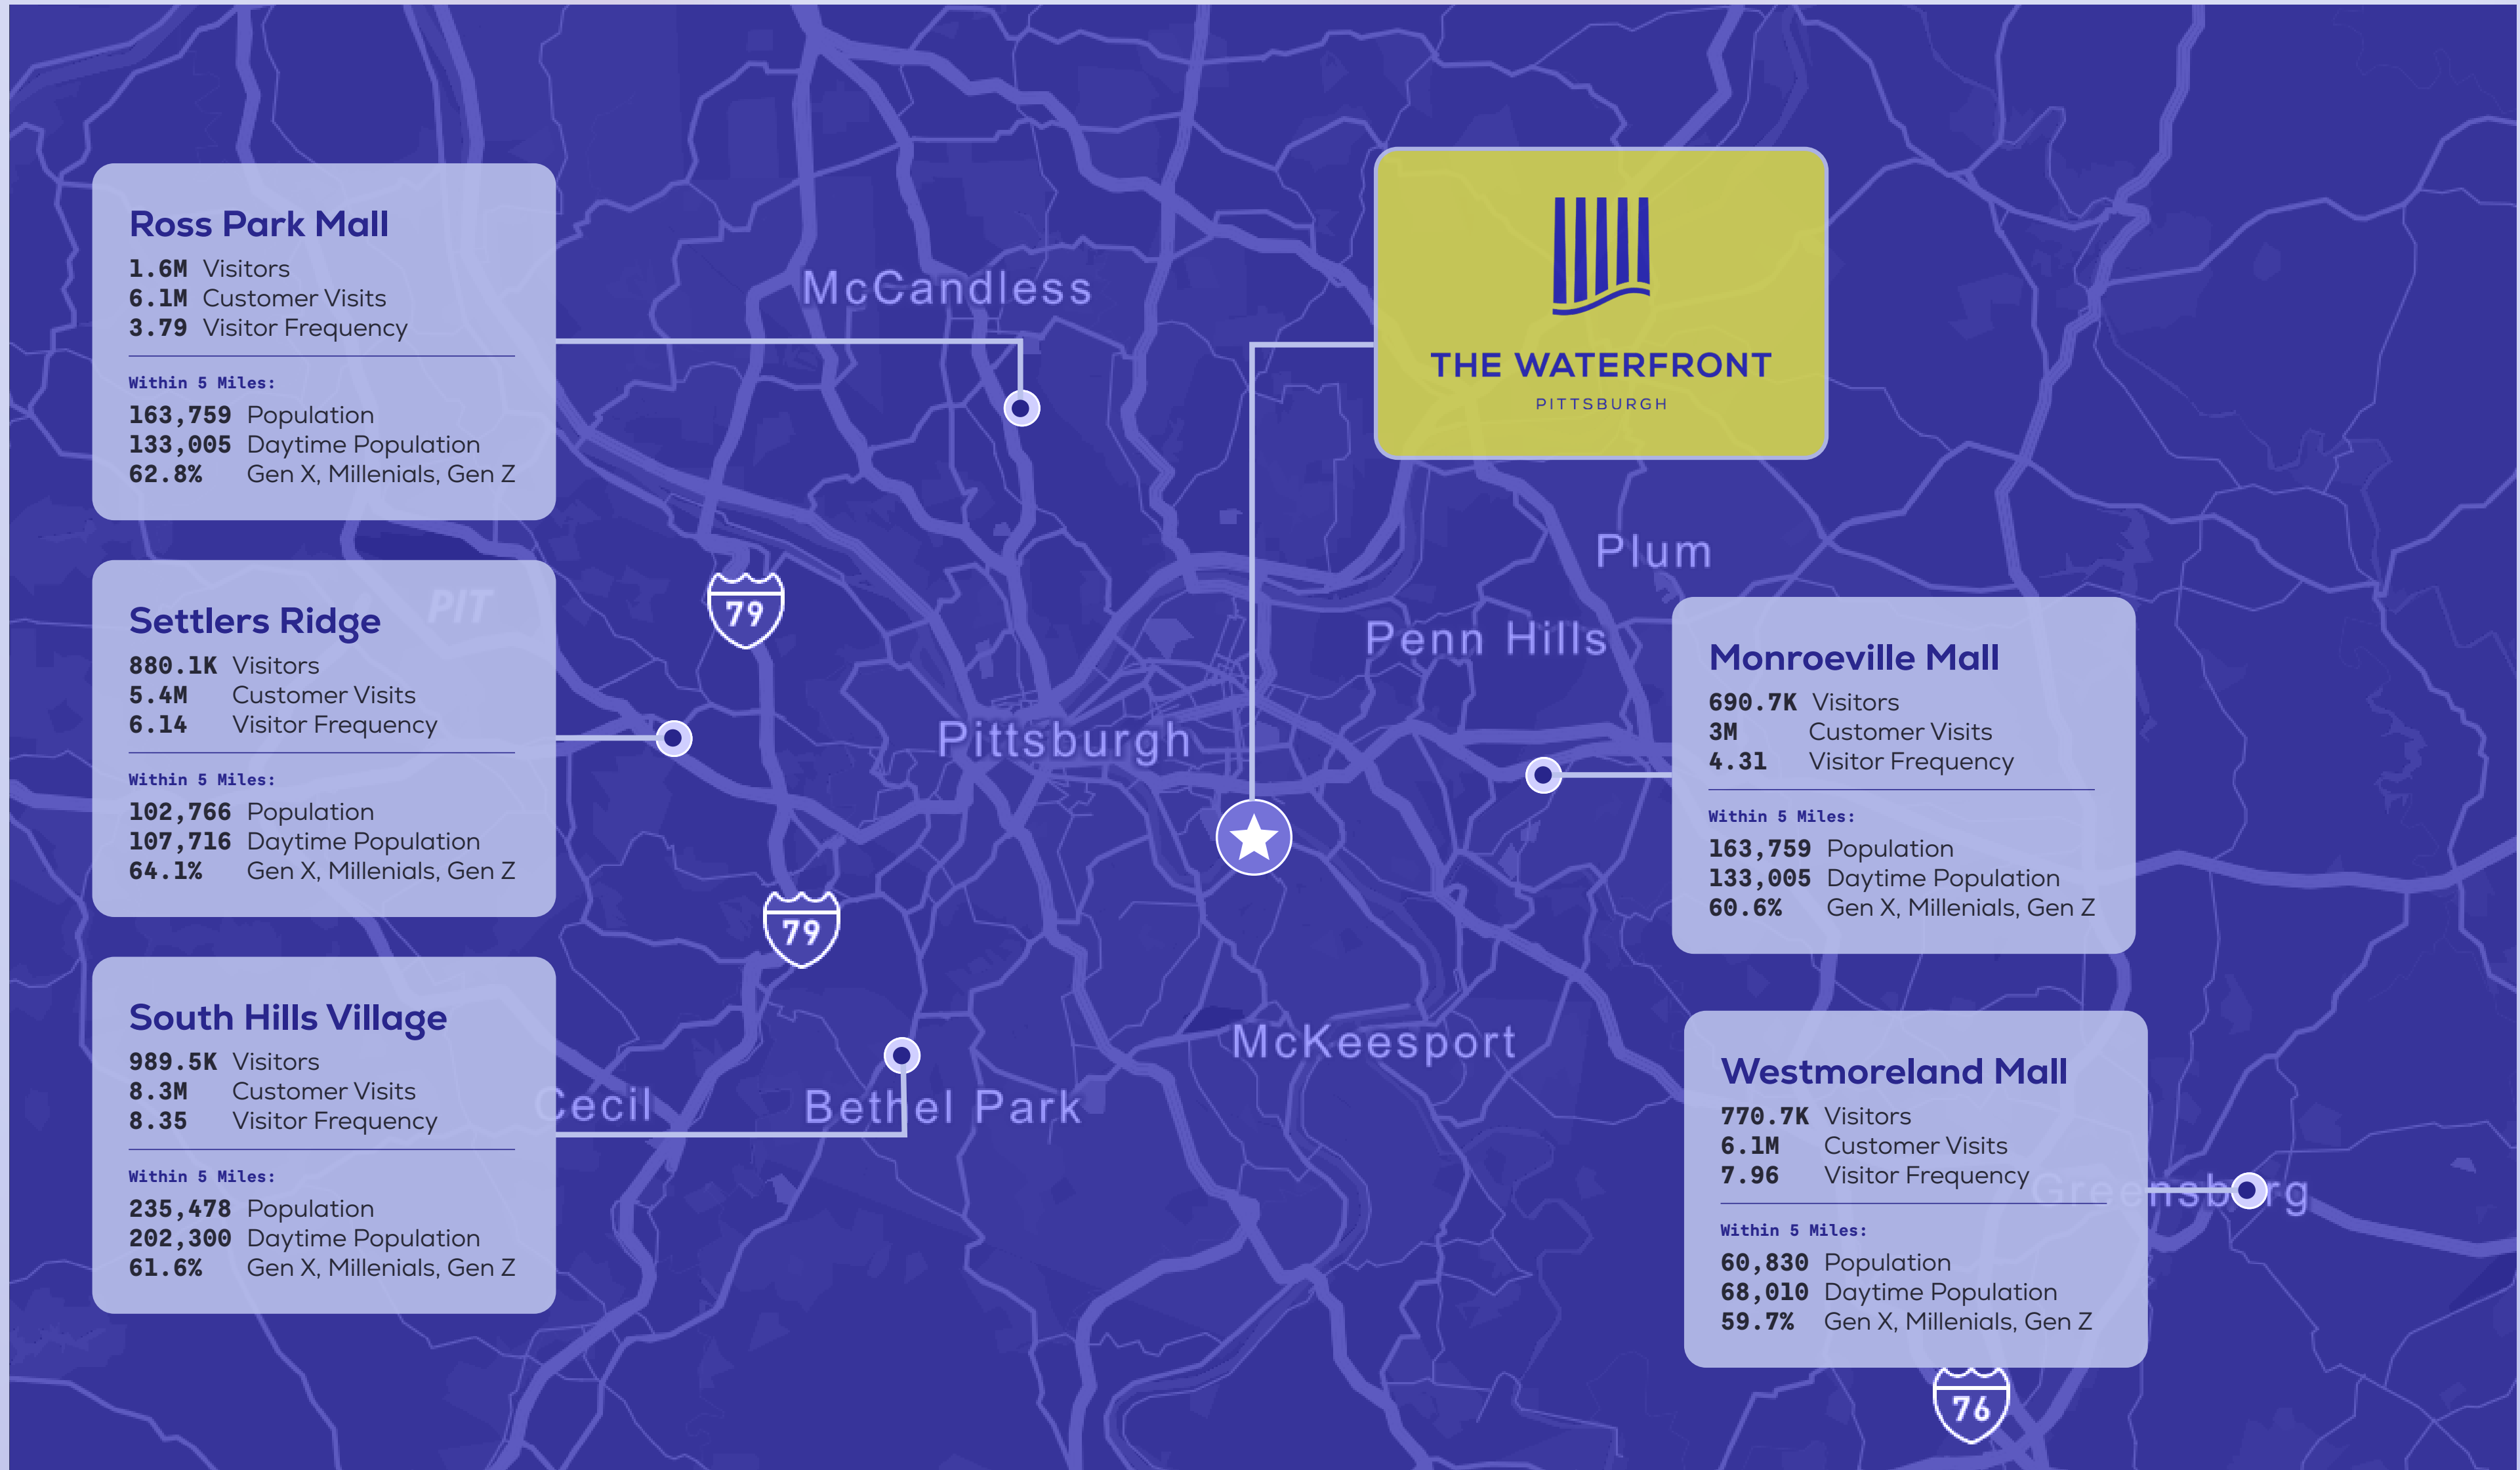 Ross Park Mall
1.6M Visitors
6.1M Customer Visits
3.79 Visitor Frequency
Within 5 Miles:
163,759 Population
133,005 Daytime Population
62.8% Gen X, Millenials, Gen Z
McCandless
THE WATERFRONT
PITTSBURGH
Settlers Ridge
880.1K Visitors
5.4M Customer Visits
6.14 Visitor Frequency
Within 5 Miles:
102,766 Population
107,716 Daytime Population
64.1% Gen X, Millenials, Gen Z
PIT
79
Plum
Penn Hills
Pittsburgh
Monroeville Mall
690.7K Visitors
3M Customer Visits
4.31 Visitor Frequency
Within 5 Miles:
163,759 Population
133,005 Daytime Population
60.6% Gen X, Millenials, Gen Z
79
South Hills Village
989.5K Visitors
8.3M Customer Visits
8.35 Visitor Frequency
Within 5 Miles:
235,478 Population
202,300 Daytime Population
61.6% Gen X, Millenials, Gen Z
Cecil
Bethel Park
McKeesport
Westmoreland Mall
770.7K Visitors
6.1M Customer Visits
7.96 Visitor Frequency
Within 5 Miles:
60,830 Population
68,010 Daytime Population
59.7% Gen X, Millenials, Gen Z
Greensburg
76